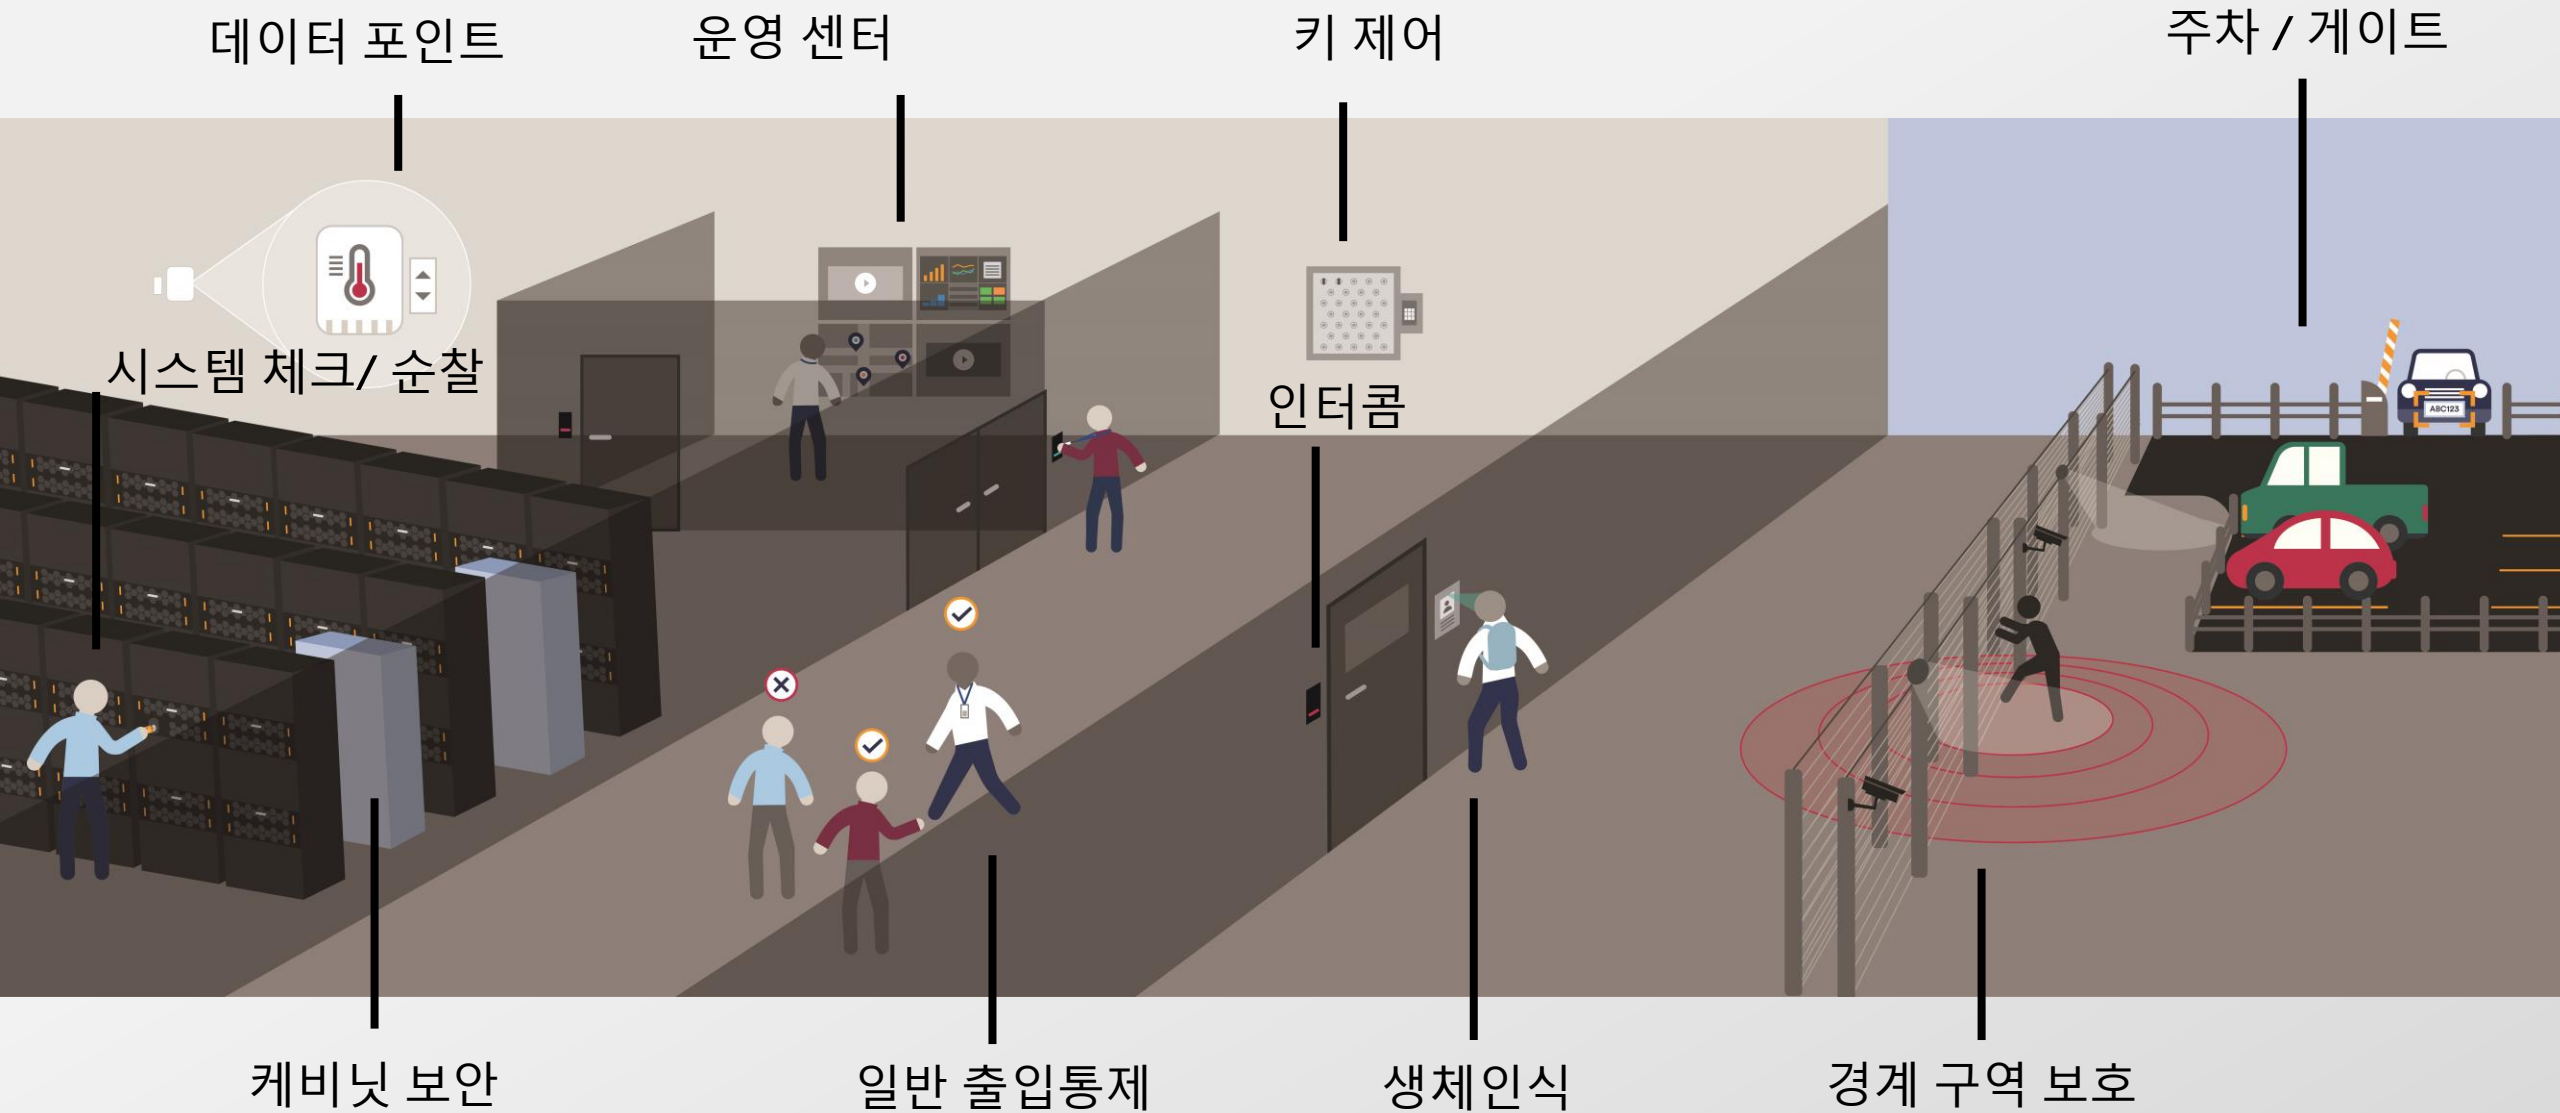 데이터 포인트
운영 센터
키 제어
주차 / 게이트
시스템 체크/ 순찰
인터콤
ABC123
케비닛 보안
일반 출입통제
생체인식
경계 구역 보호